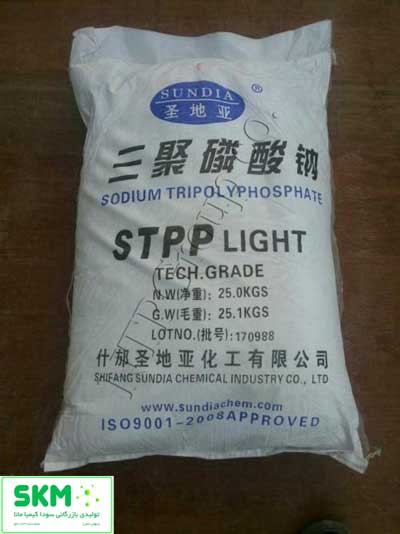 SUNDIA
®
圣地亚
三聚磷酸钠
SODIUM TRIPOLYPHOSPHATE
STPP LIGHT
TECH.GRADE
N.W(净重): 25.0KGS
G.W(毛重): 25.1KGS
LOTNO.(批号): 170988
什邡圣地亚化工有限公司
SHIFANG SUNDIA CHEMICAL INDUSTRY CO., LTD
www.sundiachem.com
ISO9001-2008APPROVED
SKM
تولیدی بازرگانی سودا کیمیا مانا